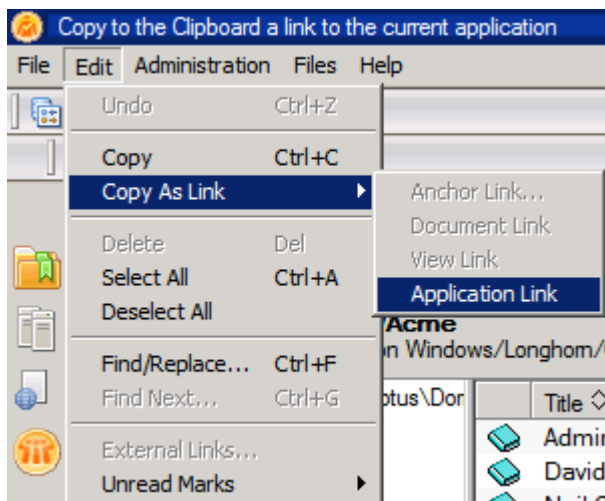 Copy to the Clipboard a link to the current application
File Edit Administration Files Help
Undo Ctrl+Z
Copy Ctrl+C
Copy As Link
Anchor Link...
Document Link
View Link
Application Link
Delete Del
Select All Ctrl+A
Deselect All
/Acme
on Windows/Longhorn/
Find/Replace... Ctrl+F
Find Next... Ctrl+G
otus\Dor
Title
Admir
External Links...
David
Unread Marks